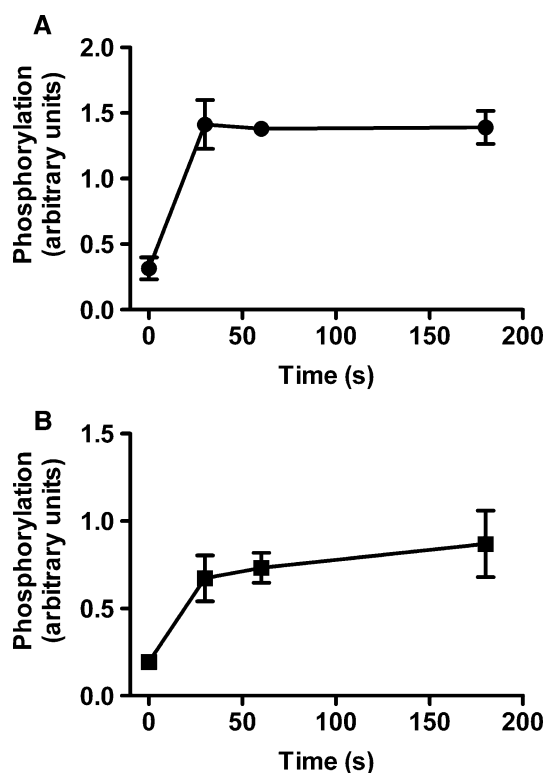 A
2.0
1.5
1.0
0.5
0.0
Phosphorylation
(arbitrary units)
0 50 100 150 200
Time (s)
B
1.5
1.0
0.5
0.0
Phosphorylation
(arbitrary units)
0 50 100 150 200
Time (s)